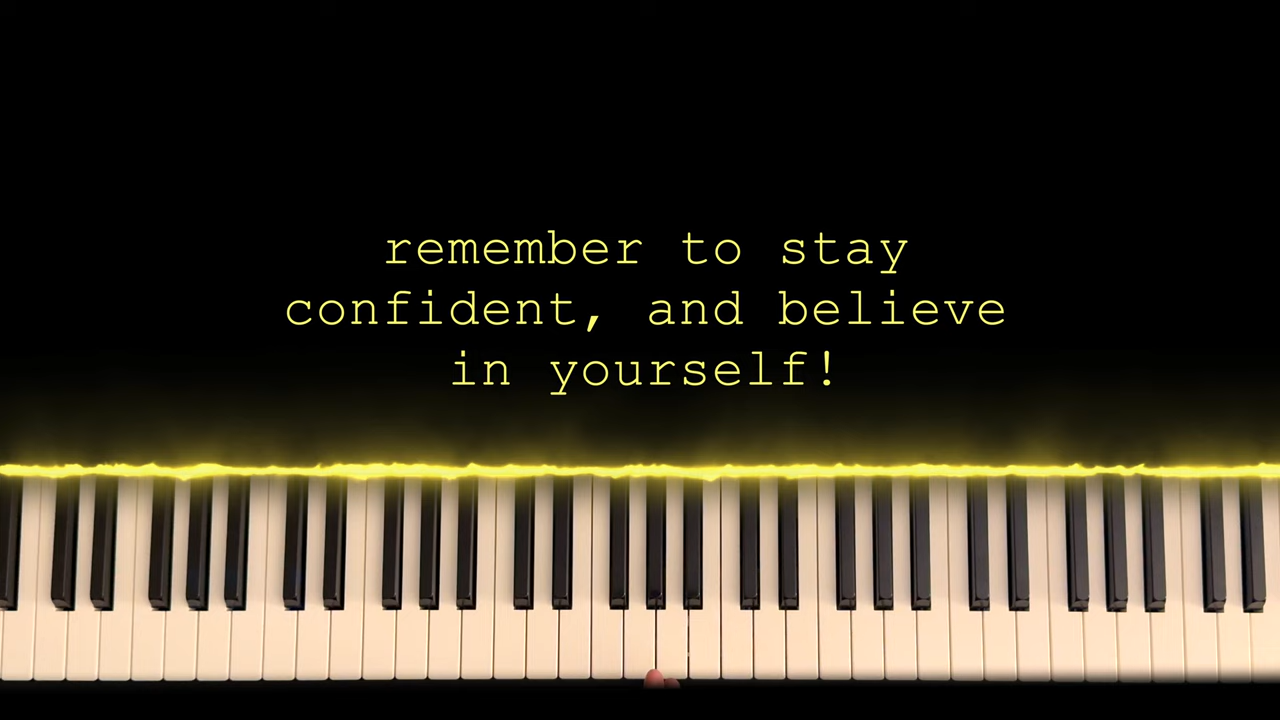 remember to stay
confident, and believe
in yourself!